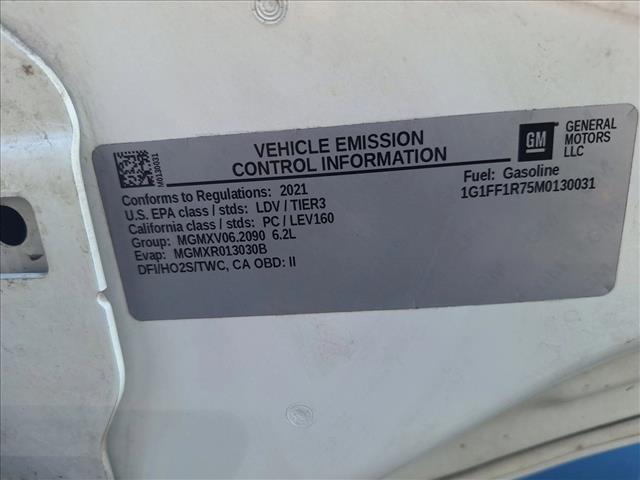 M0130031
VEHICLE EMISSION
CONTROL INFORMATION
GM
GENERAL
MOTORS
LLC
Fuel: Gasoline
1G1FF1R75M0130031
Conforms to Regulations: 2021
U.S. EPA class / stds: LDV / TIER3
California class / stds: PC / LEV160
Group: MGMXV06.2090 6.2L
Evap: MGMXR013030B
DFI/HO2S/TWC, CA OBD: II